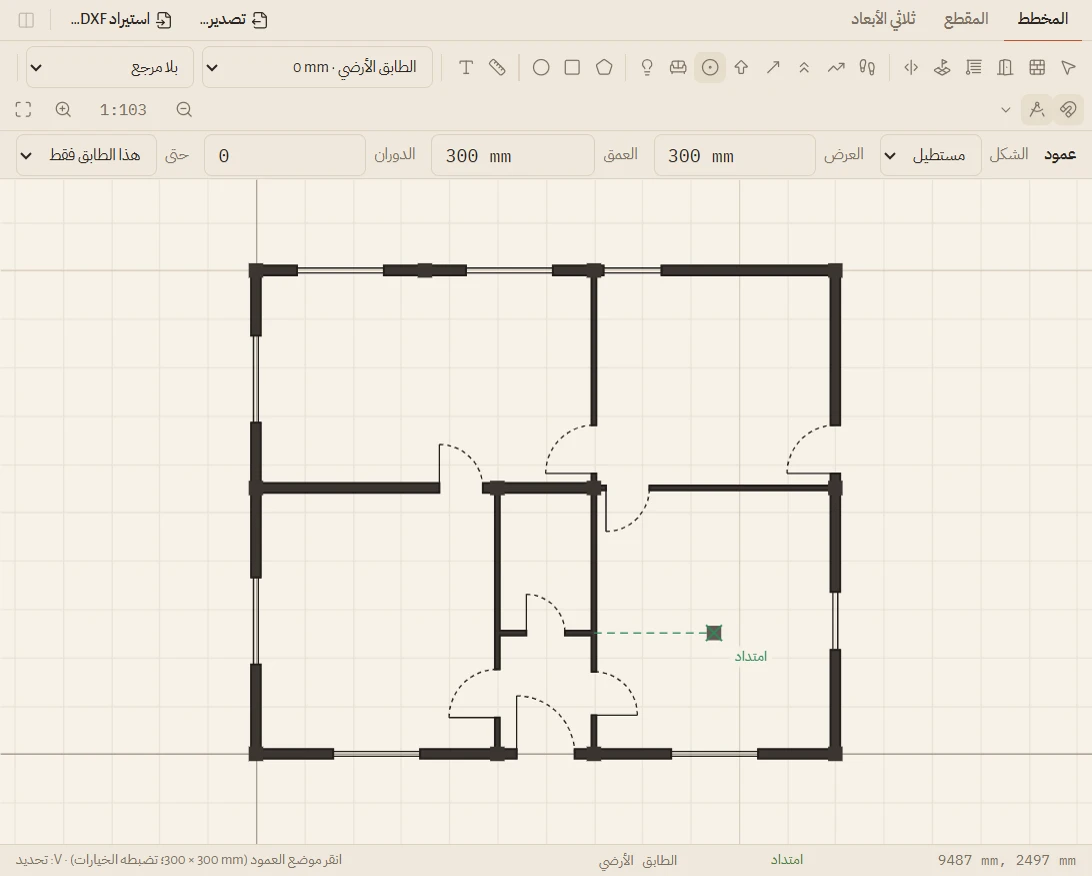 المخطط المقطع ثلاثي الأبعاد تصدير... استيراد DXF...
الطابق الأرضي · 0 mm بلا مرجع
1:103
عمود الشكل مستطيل العرض 300 mm العمق 300 mm الدوران 0 حتى هذا الطابق فقط
امتداد
انقر موضع العمود (300 × 300 mm؛ تضبطه الخيارات) · V: تحديد
الطابق الأرضي
امتداد
9487 mm, 2497 mm